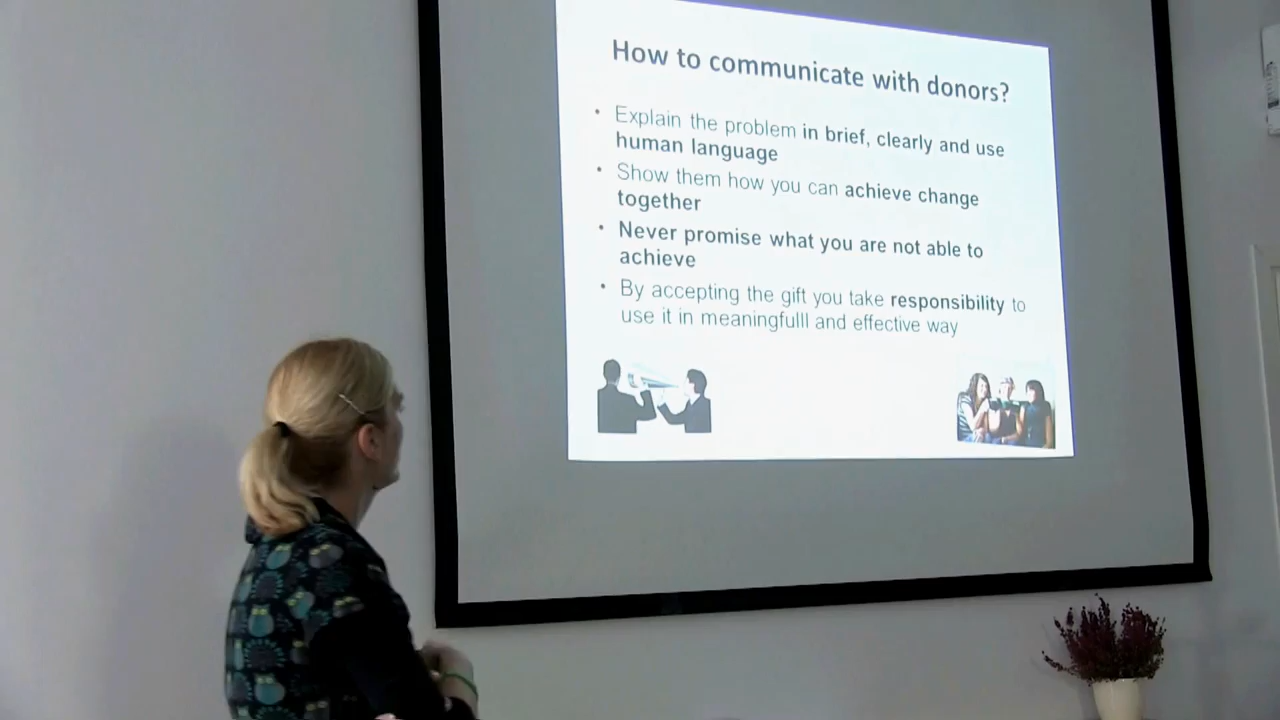 How to communicate with donors?
• Explain the problem in brief, clearly and use
human language
• Show them how you can achieve change
together
• Never promise what you are not able to
achieve
• By accepting the gift you take responsibility to
use it in meaningfulll and effective way